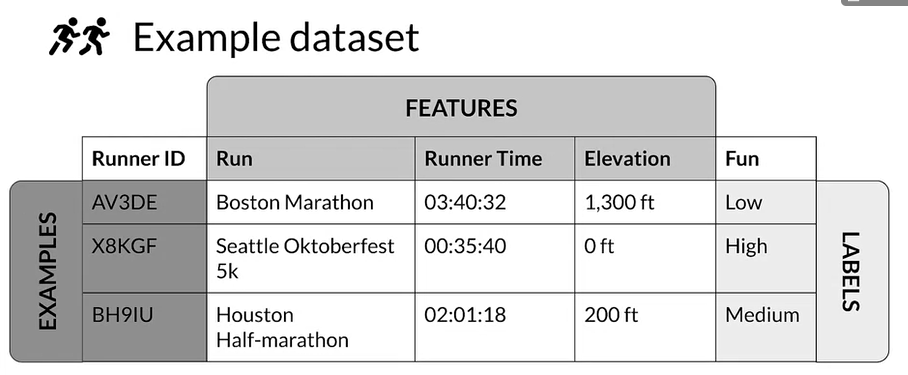 Example dataset
FEATURES
Runner ID Run Runner Time Elevation Fun
EXAMPLES
AV3DE Boston Marathon 03:40:32 1,300 ft Low
X8KGF Seattle Oktoberfest 00:35:40 0 ft High
5k
BH9IU Houston 02:01:18 200 ft Medium
Half-marathon
LABELS